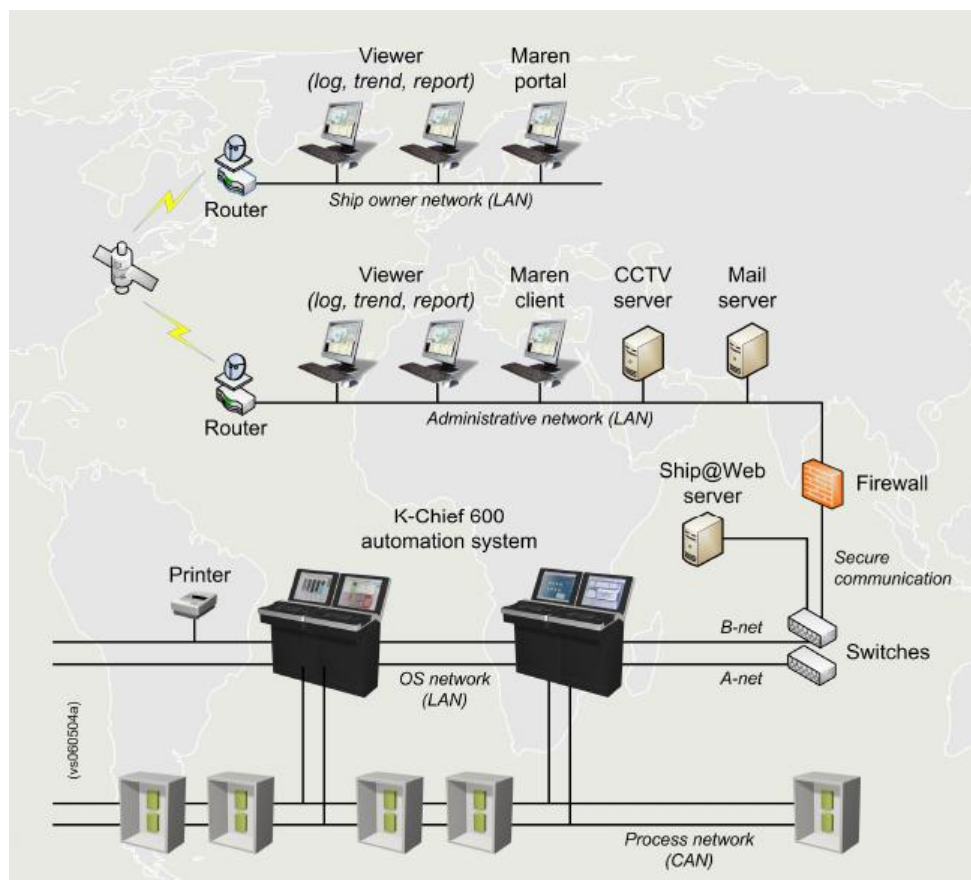 Viewer
(log, trend, report)
Maren
portal
Router
Ship owner network (LAN)
Viewer
(log, trend, report)
Maren
client
CCTV
server
Mail
server
Router
Administrative network (LAN)
Ship@Web
server
Firewall
K-Chief 600
automation system
Secure
communication
Printer
B-net
Switches
OS network
(LAN)
A-net
(vs060504a)
Process network
(CAN)